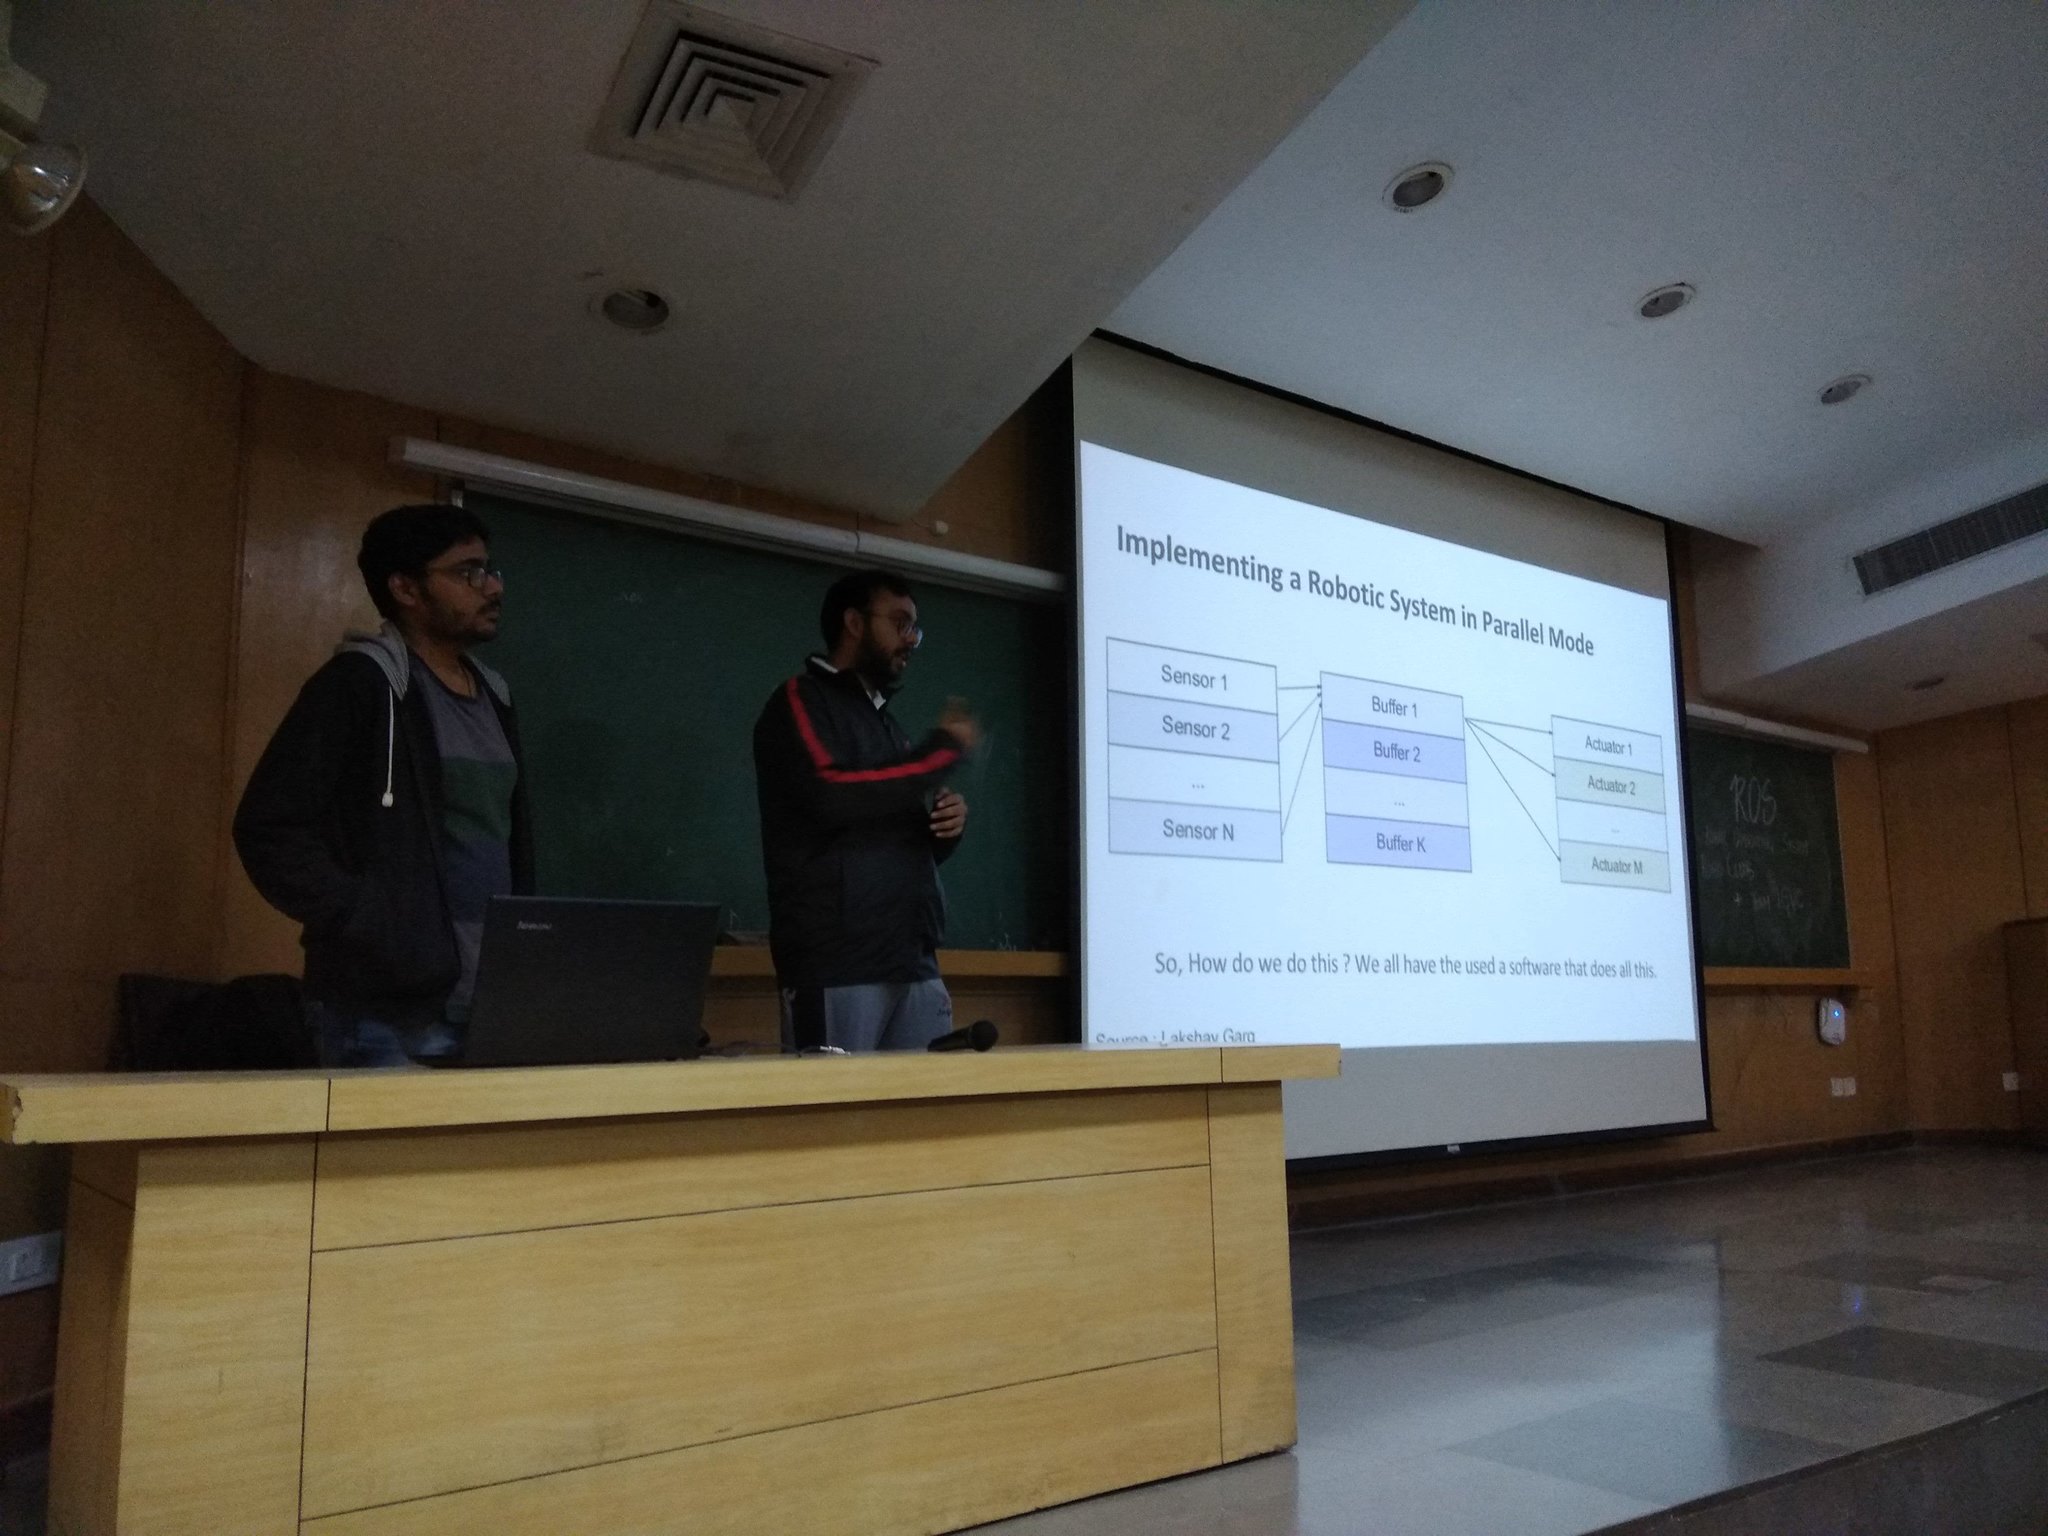 Implementing a Robotic System in Parallel Mode
Sensor 1
Sensor 2
...
Sensor N
Buffer 1
Buffer 2
...
Buffer K
Actuator 1
Actuator 2
...
Actuator M
So, How do we do this ? We all have the used a software that does all this.
Source : Lakshay Garg
lenovo
ROS